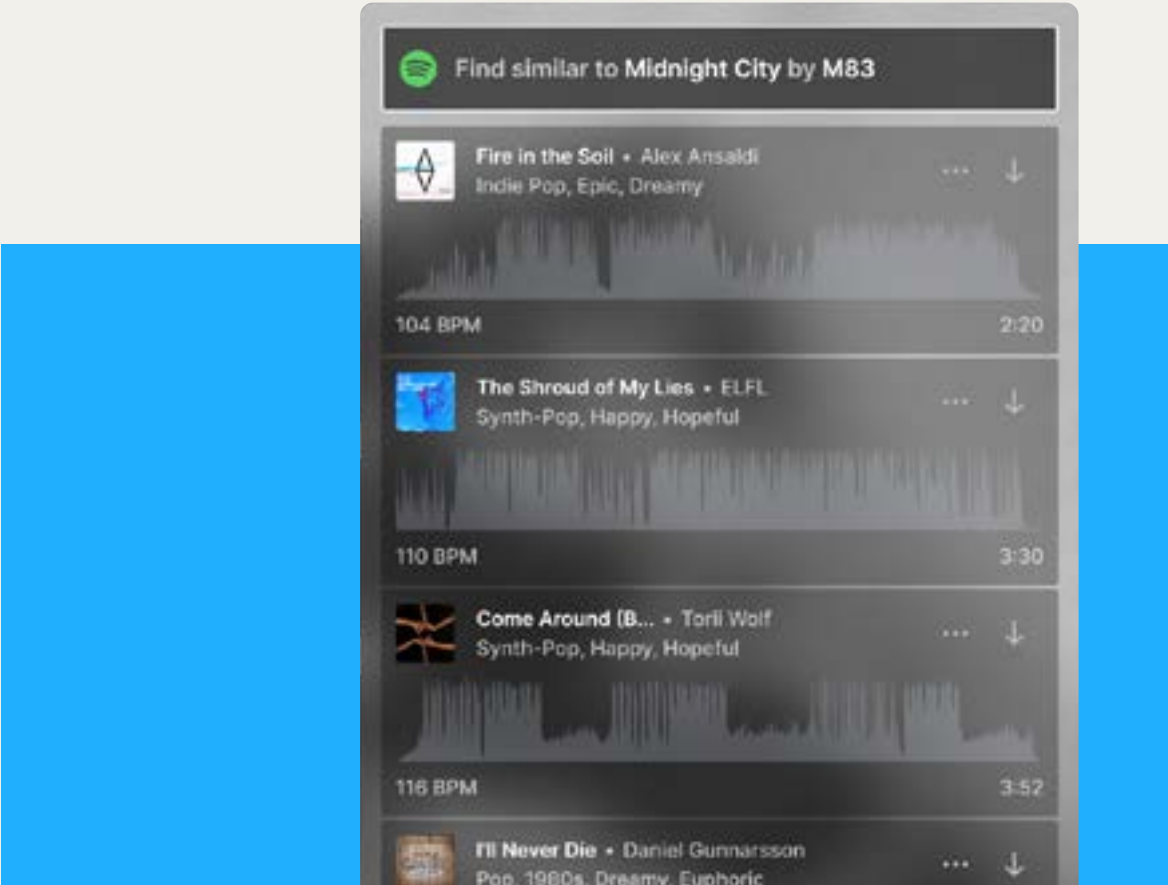 Find similar to Midnight City by M83
Fire in the Soil • Alex Ansaldi
Indie Pop, Epic, Dreamy
104 BPM
2:20
The Shroud of My Lies • ELFL
Synth-Pop, Happy, Hopeful
110 BPM
3:30
Come Around (B... • Torii Wolf
Synth-Pop, Happy, Hopeful
116 BPM
3:52
I'll Never Die • Daniel Gunnarsson
Pop, 1980s, Dreamy, Euphoric